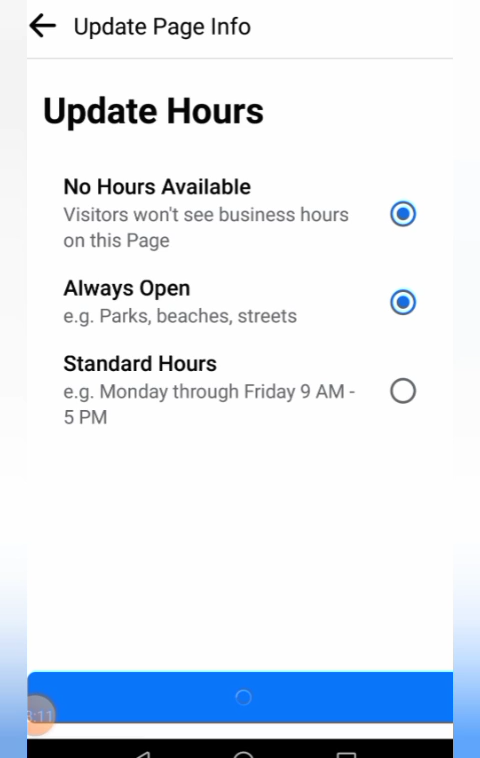 Update Page Info
Update Hours
No Hours Available
Visitors won't see business hours
on this Page
Always Open
e.g. Parks, beaches, streets
Standard Hours
e.g. Monday through Friday 9 AM -
5 PM